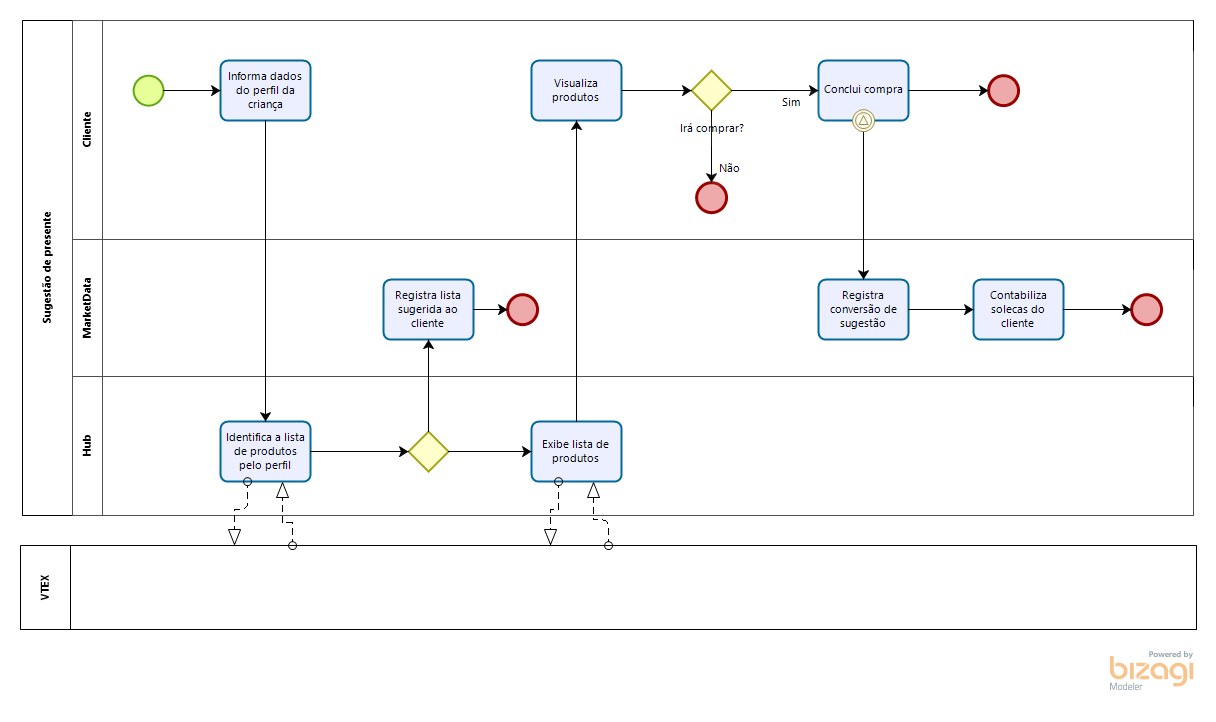 Sugestão de presente
Cliente
Informa dados
do perfil da
criança
Visualiza
produtos
Irá comprar?
Sim
Não
Conclui compra
MarketData
Registra lista
sugerida ao
cliente
Registra
conversão de
sugestão
Contabiliza
solecas do
cliente
Hub
Identifica a lista
de produtos
pelo perfil
Exibe lista de
produtos
VTEX
Powered by
bizagi
Modeler